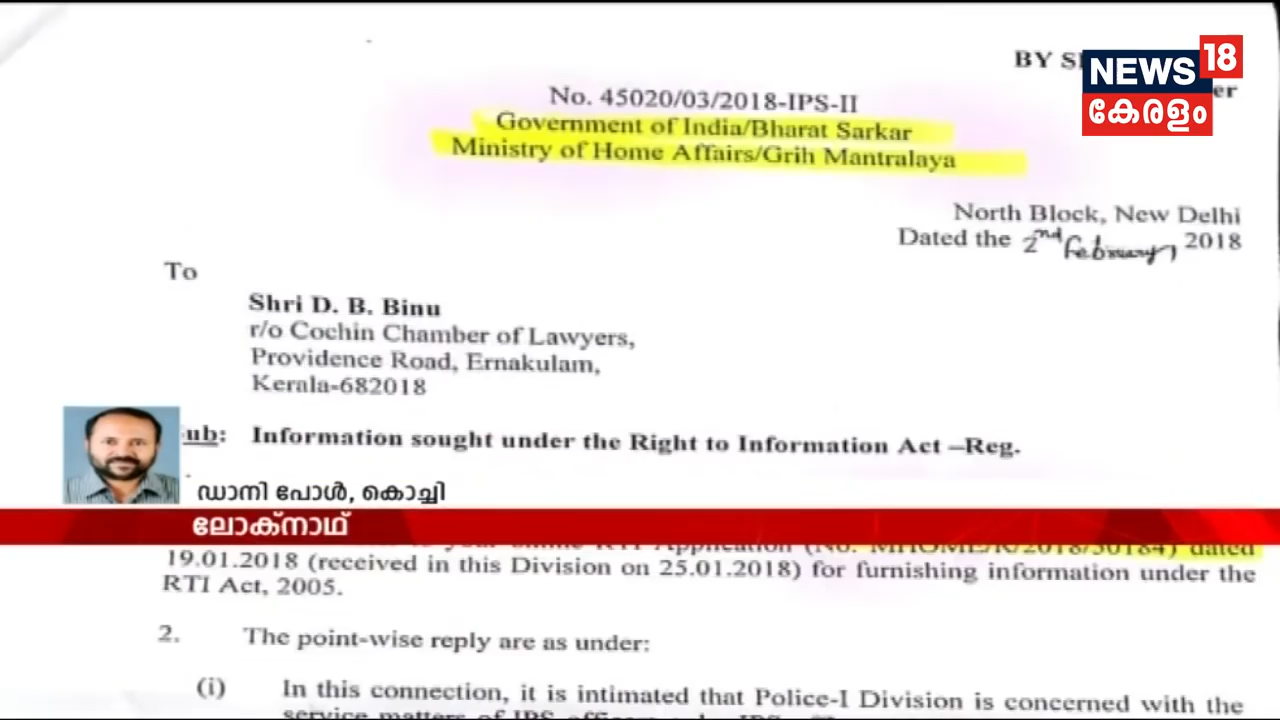 BY
No. 45020/03/2018-IPS-II
Government of India/Bharat Sarkar
Ministry of Home Affairs/Grih Mantralaya
NEWS 18
കേരളം
North Block, New Delhi
Dated the 2nd February, 2018
To
Shri D. B. Binu
r/o Cochin Chamber of Lawyers,
Providence Road, Ernakulam,
Kerala-682018
ub: Information sought under the Right to Information Act –Reg.
ഡാനി പോൾ, കൊച്ചി
ലോക്നാഥ്
dated
19.01.2018 (received in this Division on 25.01.2018) for furnishing information under the
RTI Act, 2005.
2. The point-wise reply are as under:
(i) In this connection, it is intimated that Police-I Division is concerned with the